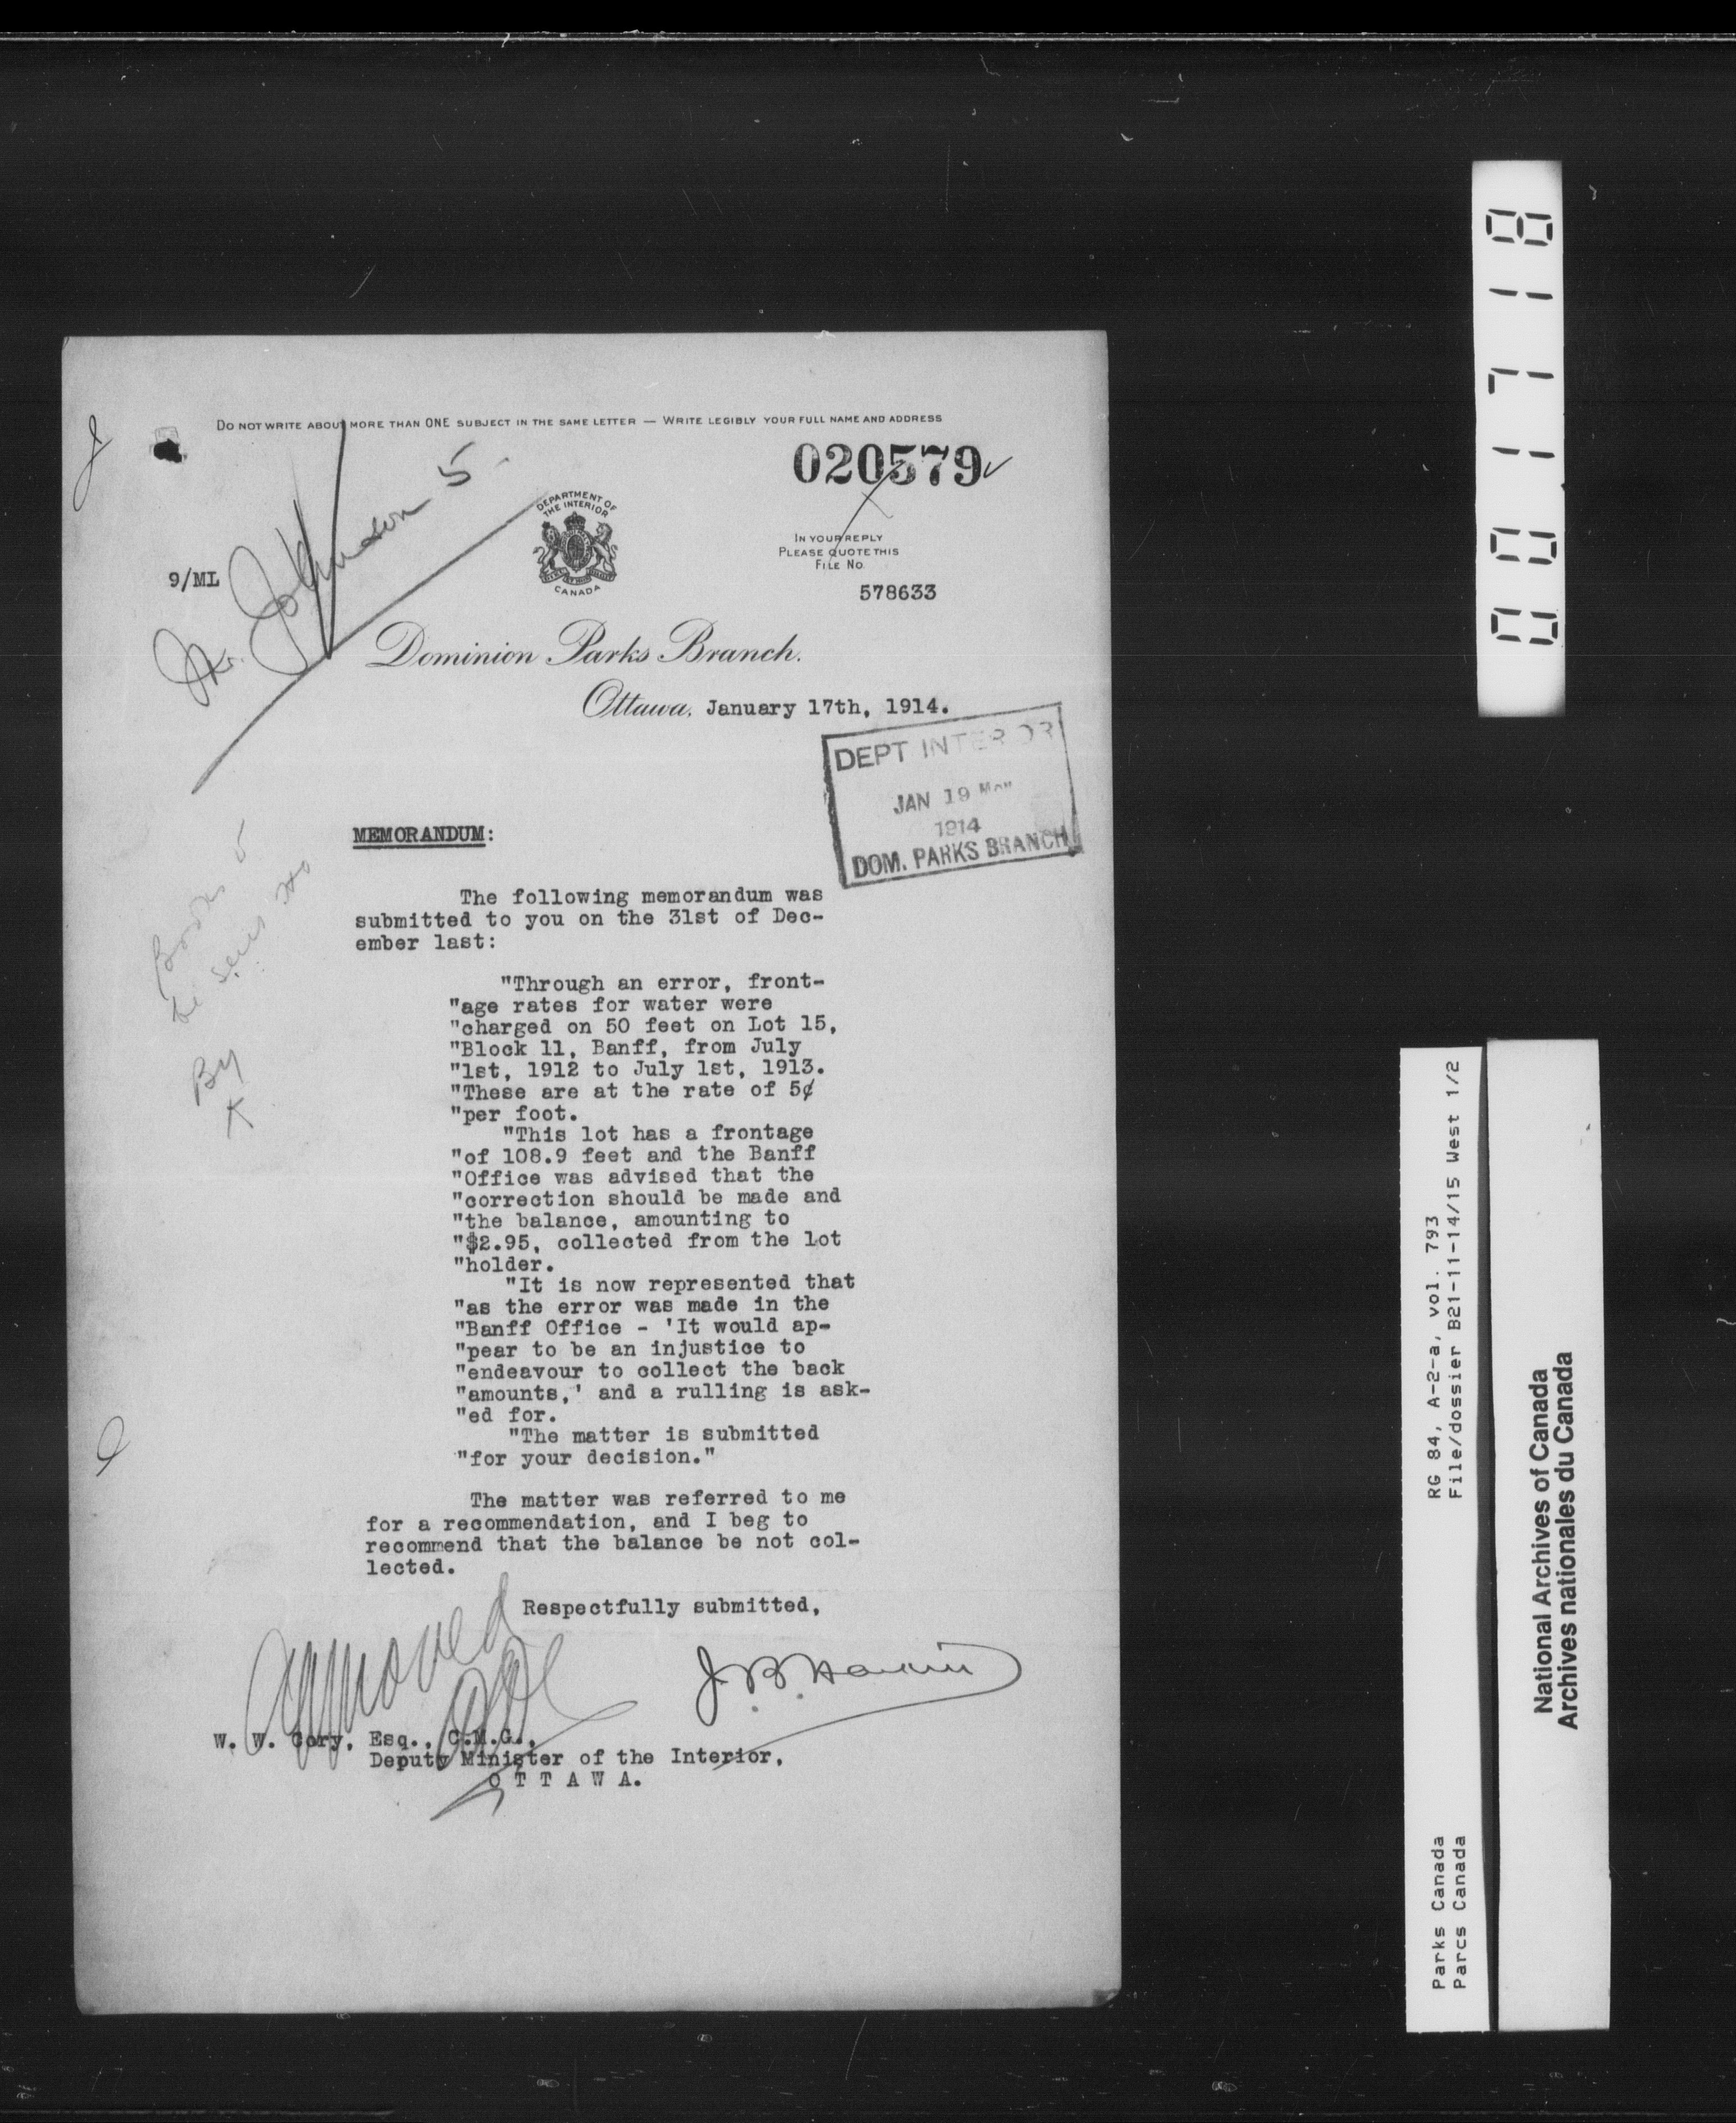 DO NOT WRITE ABOUT MORE THAN ONE SUBJECT IN THE SAME LETTER — WRITE LEGIBLY YOUR FULL NAME AND ADDRESS
020579
Mr. Johnson 5
DEPARTMENT OF
THE INTERIOR
CANADA
IN YOUR REPLY
PLEASE QUOTE THIS
FILE NO.
9/ML
578633
Dominion Parks Branch.
Ottawa, January 17th, 1914.
DEPT INTERIOR
JAN 19
1914
DOM. PARKS BRANCH
MEMORANDUM:
The following memorandum was
submitted to you on the 31st of Dec-
ember last:
"Through an error, front-
"age rates for water were
"charged on 50 feet on Lot 15,
"Block 11, Banff, from July
"1st, 1912 to July 1st, 1913.
"These are at the rate of 5¢
"per foot.
"This lot has a frontage
"of 108.9 feet and the Banff
"Office was advised that the
"correction should be made and
"the balance, amounting to
"$2.95, collected from the lot
"holder.
"It is now represented that
"as the error was made in the
"Banff Office - 'It would ap-
"pear to be an injustice to
"endeavour to collect the back
"amounts,' and a rulling is ask-
"ed for.
"The matter is submitted
"for your decision."
The matter was referred to me
for a recommendation, and I beg to
recommend that the balance be not col-
lected.
Respectfully submitted,
Approved
J.B. Harkin
W. W. Cory, Esq., C.M.G.,
Deputy Minister of the Interior,
OTTAWA.
001718
RG 84, A-2-a, vol. 793
File/dossier B21-11-14/15 West 1/2
Parks Canada
Parcs Canada
National Archives of Canada
Archives nationales du Canada